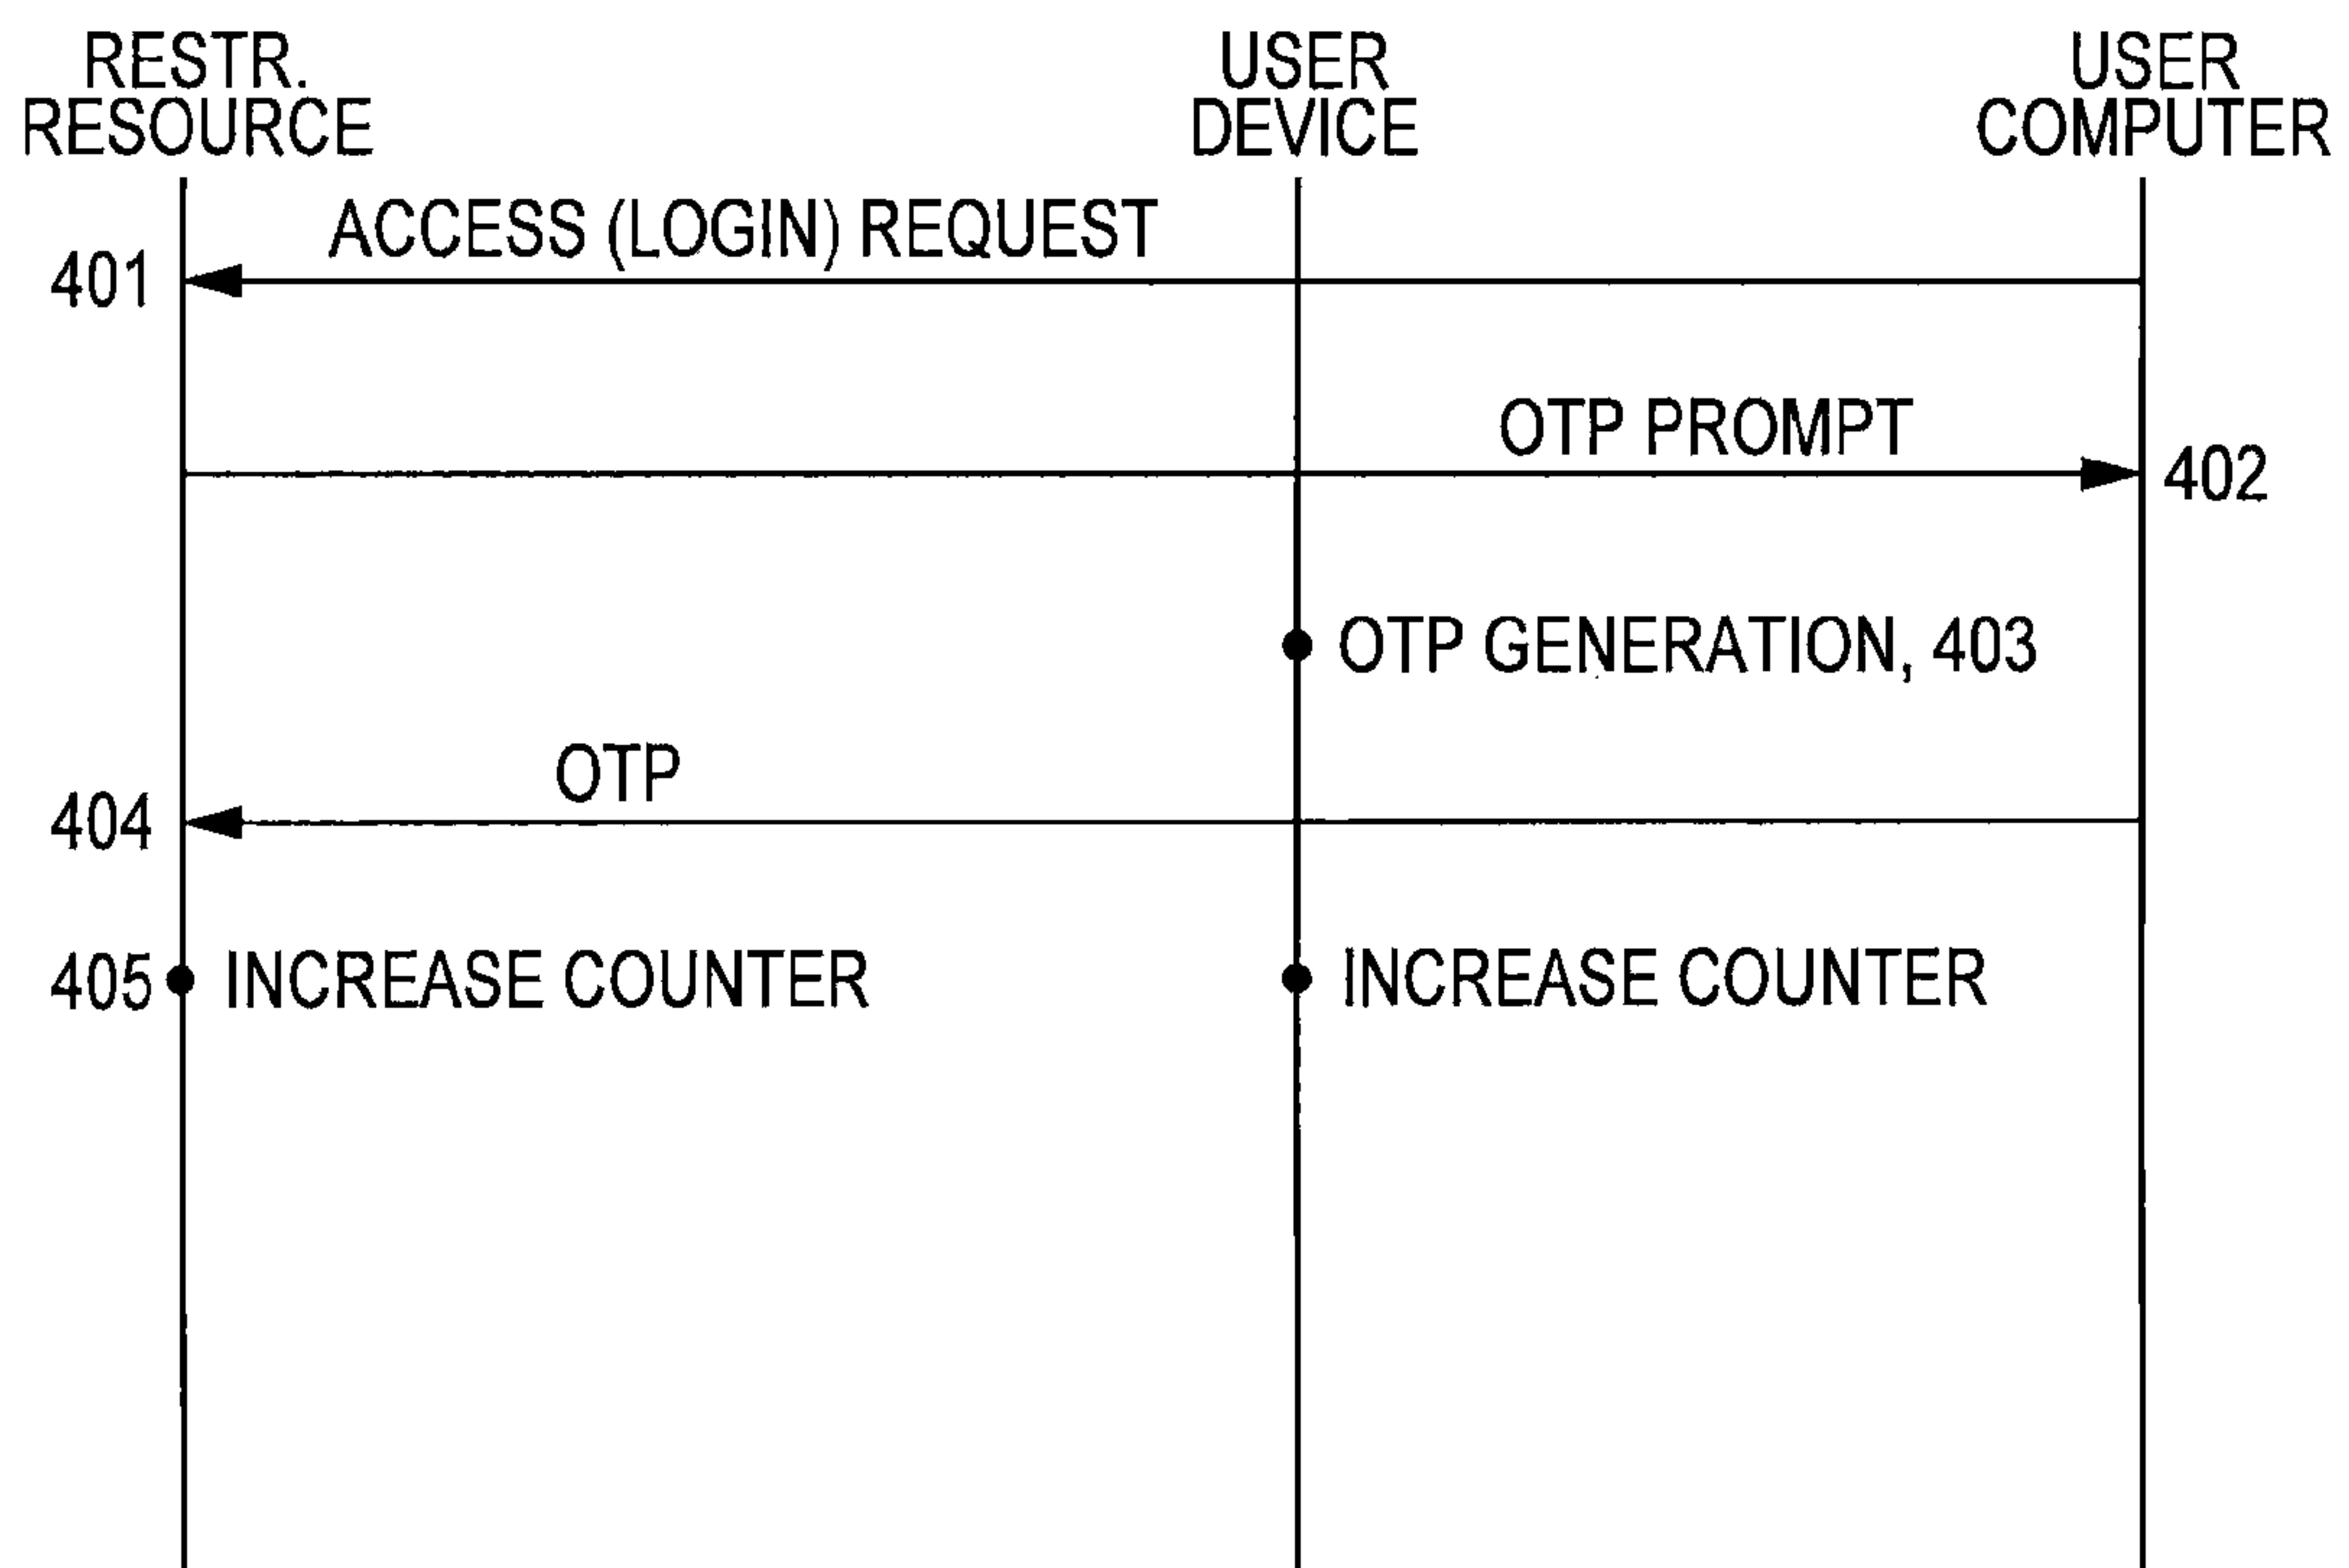 RESTR.
RESOURCE
USER
DEVICE
USER
COMPUTER
ACCESS (LOGIN) REQUEST
401
OTP PROMPT
402
OTP GENERATION, 403
OTP
404
405 INCREASE COUNTER
INCREASE COUNTER